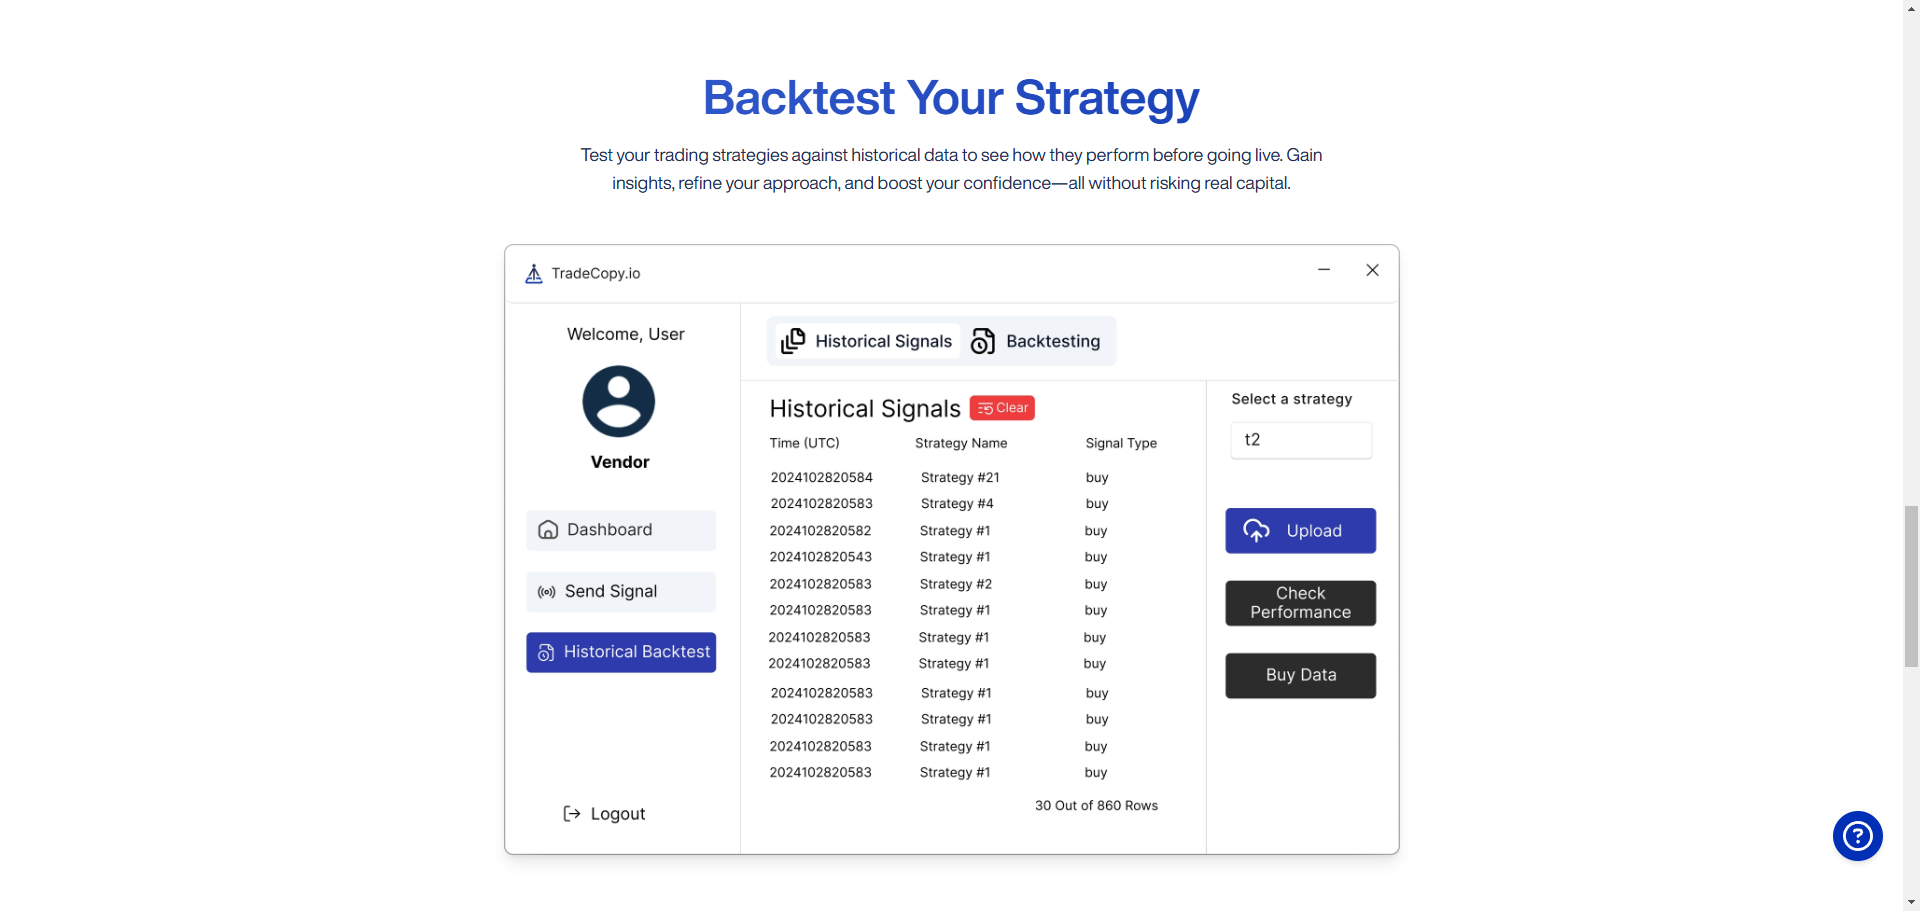 Backtest Your Strategy
Test your trading strategies against historical data to see how they perform before going live. Gain
insights, refine your approach, and boost your confidence—all without risking real capital.
TradeCopy.io
Welcome, User
Vendor
Dashboard
Send Signal
Historical Backtest
Logout
Historical Signals
Backtesting
Historical Signals
Clear
Time (UTC) Strategy Name Signal Type
2024102820584 Strategy #21 buy
2024102820583 Strategy #4 buy
2024102820582 Strategy #1 buy
2024102820543 Strategy #1 buy
2024102820583 Strategy #2 buy
2024102820583 Strategy #1 buy
2024102820583 Strategy #1 buy
2024102820583 Strategy #1 buy
2024102820583 Strategy #1 buy
2024102820583 Strategy #1 buy
2024102820583 Strategy #1 buy
2024102820583 Strategy #1 buy
30 Out of 860 Rows
Select a strategy
t2
Upload
Check
Performance
Buy Data